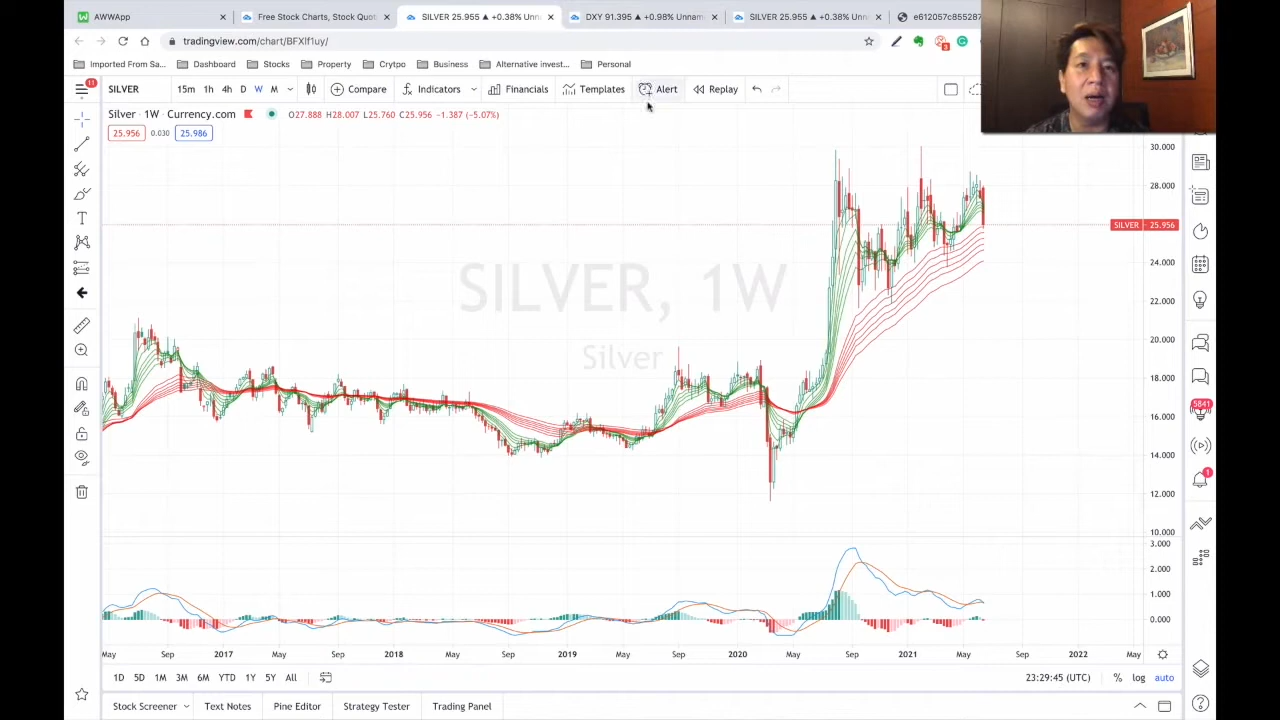 AWWApp
Free Stock Charts, Stock Quot
SILVER 25.955 ▲ +0.38% Unn
DXY 91.395 ▲ +0.98% Unnam
SILVER 25.955 ▲ +0.38% Un
e612057c855287
tradingview.com/chart/BFXlf1uy/
Imported From Sa...
Dashboard
Stocks
Property
Crytpo
Business
Alternative invest...
Personal
11
SILVER
15m 1h 4h D W M
Compare
Indicators
Financials
Templates
Alert
Replay
Silver · 1W · Currency.com
O27.888 H28.007 L25.760 C25.956 −1.387 (−5.07%)
25.956 0.030 25.986
30.000
28.000
SILVER 25.956
24.000
22.000
20.000
18.000
16.000
14.000
12.000
10.000
SILVER, 1W
Silver
3.000
2.000
1.000
0.000
5841
1
May Sep 2017 May Sep 2018 May Sep 2019 May Sep 2020 May Sep 2021 May Sep 2022 May
1D 5D 1M 3M 6M YTD 1Y 5Y All
23:29:45 (UTC)
% log auto
Stock Screener
Text Notes
Pine Editor
Strategy Tester
Trading Panel